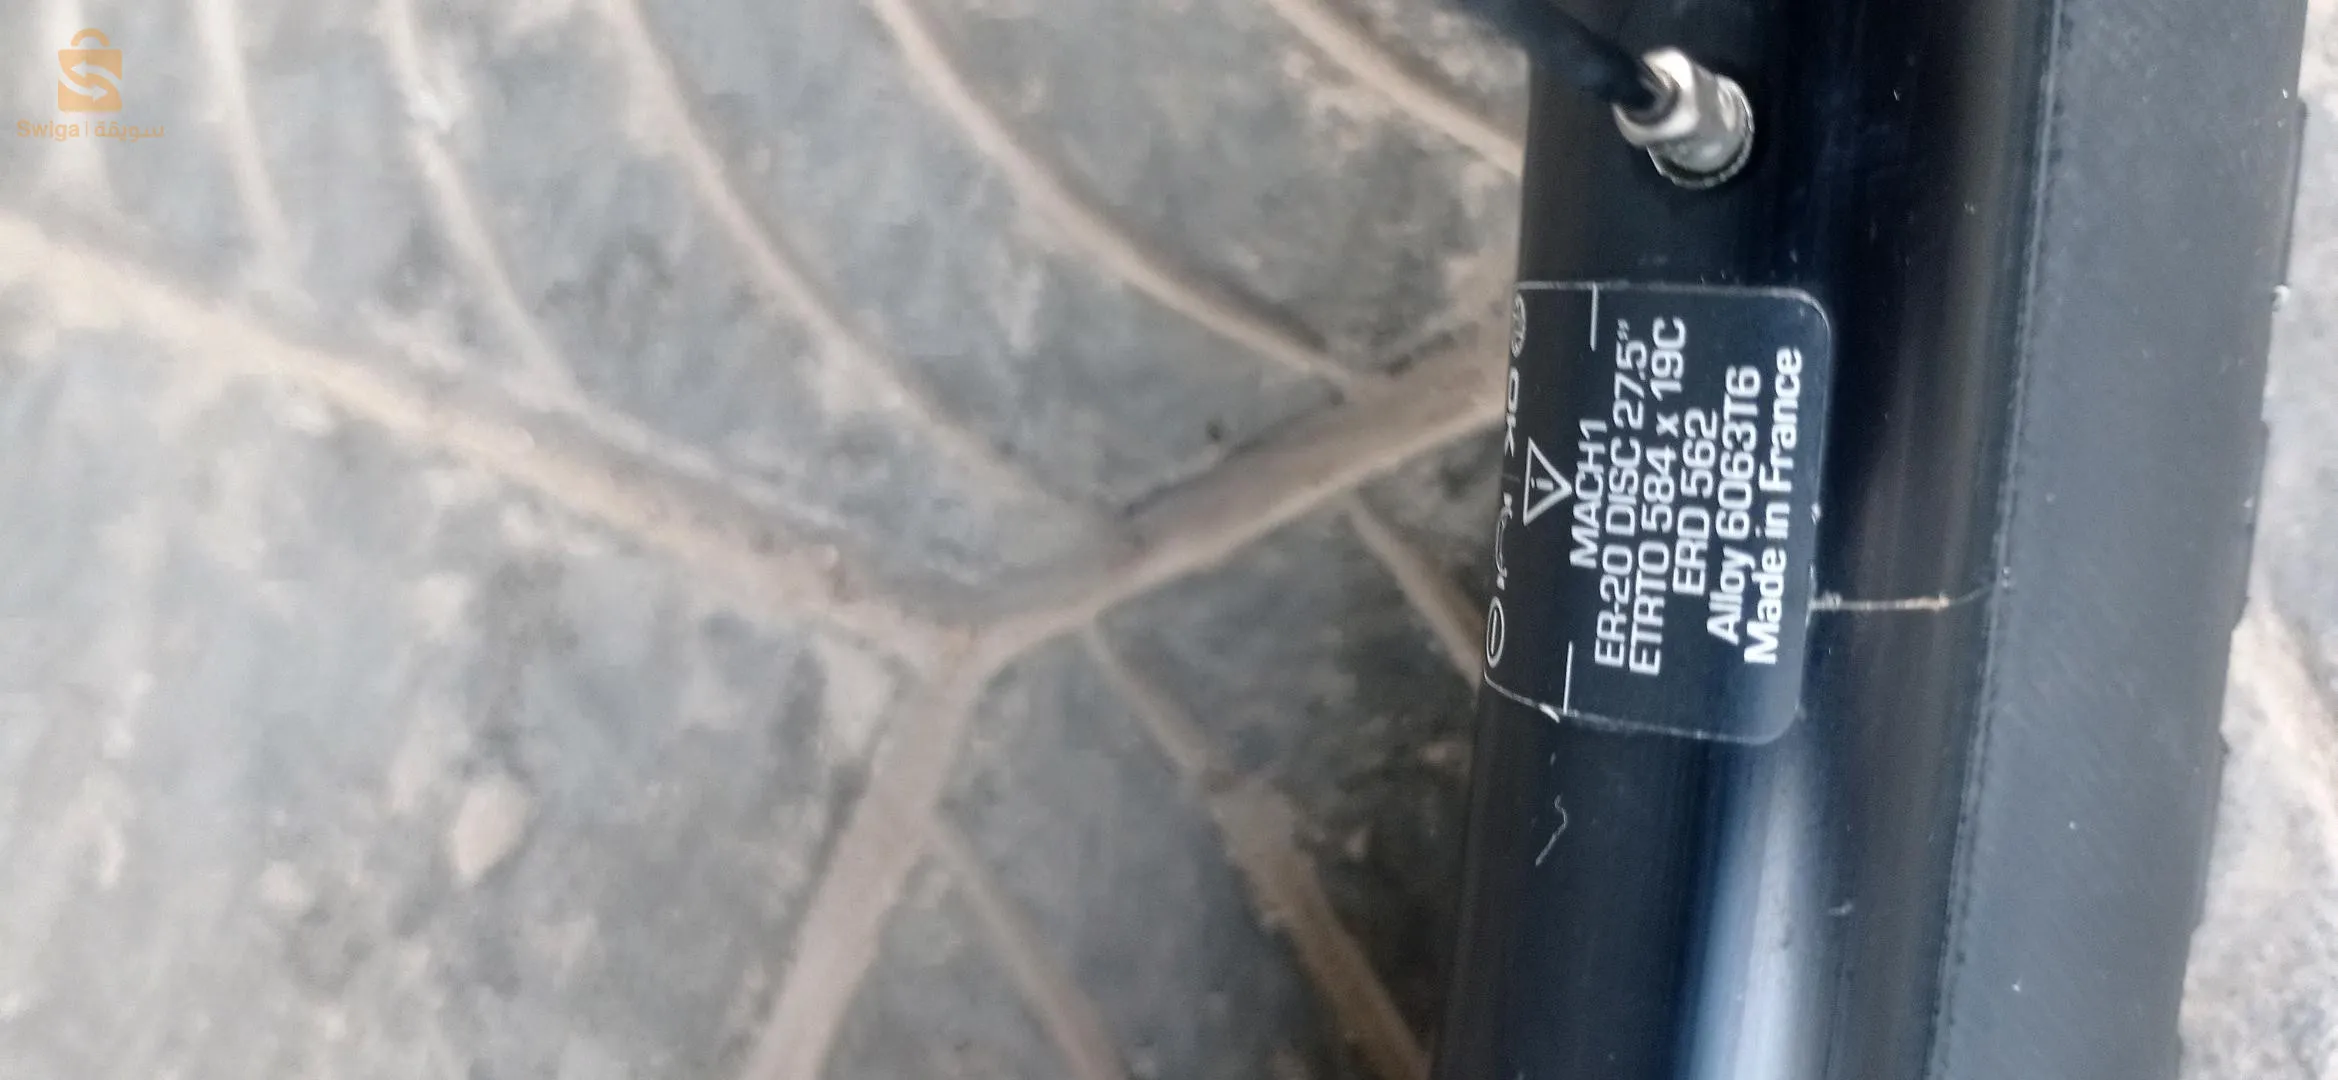 Swiga | سويقة
MACH1
ER-20 DISC 27.5"
ETRTO 584 x 19C
ERD 562
Alloy 6063T6
Made in France